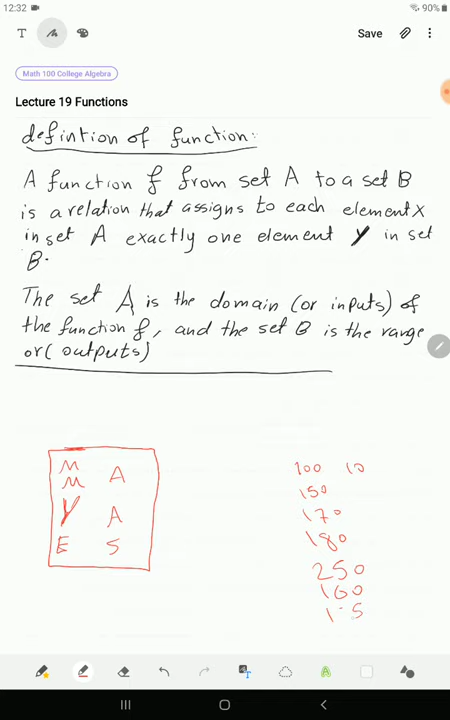 12:32
90%
T
Save
Math 100 College Algebra
Lecture 19 Functions
defintion of function:
A function f from set A to a set B
is a relation that assigns to each element x
in set A exactly one element y in set
B.
The set A is the domain (or inputs) of
the function f, and the set B is the range
or( outputs)
M A
M
Y A
E S
100 10
150
170
180
250
160